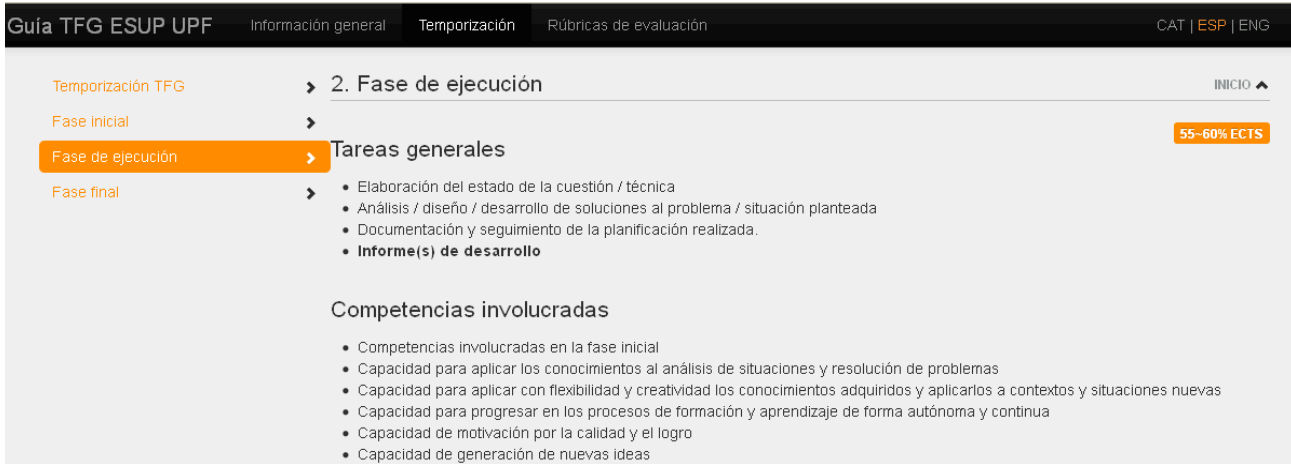 Guía TFG ESUP UPF Información general Temporización Rúbricas de evaluación CAT | ESP | ENG
Temporización TFG
Fase inicial
Fase de ejecución
Fase final
2. Fase de ejecución INICIO
55~60% ECTS
Tareas generales
• Elaboración del estado de la cuestión / técnica
• Análisis / diseño / desarrollo de soluciones al problema / situación planteada
• Documentación y seguimiento de la planificación realizada.
• Informe(s) de desarrollo
Competencias involucradas
• Competencias involucradas en la fase inicial
• Capacidad para aplicar los conocimientos al análisis de situaciones y resolución de problemas
• Capacidad para aplicar con flexibilidad y creatividad los conocimientos adquiridos y aplicarlos a contextos y situaciones nuevas
• Capacidad para progresar en los procesos de formación y aprendizaje de forma autónoma y continua
• Capacidad de motivación por la calidad y el logro
• Capacidad de generación de nuevas ideas